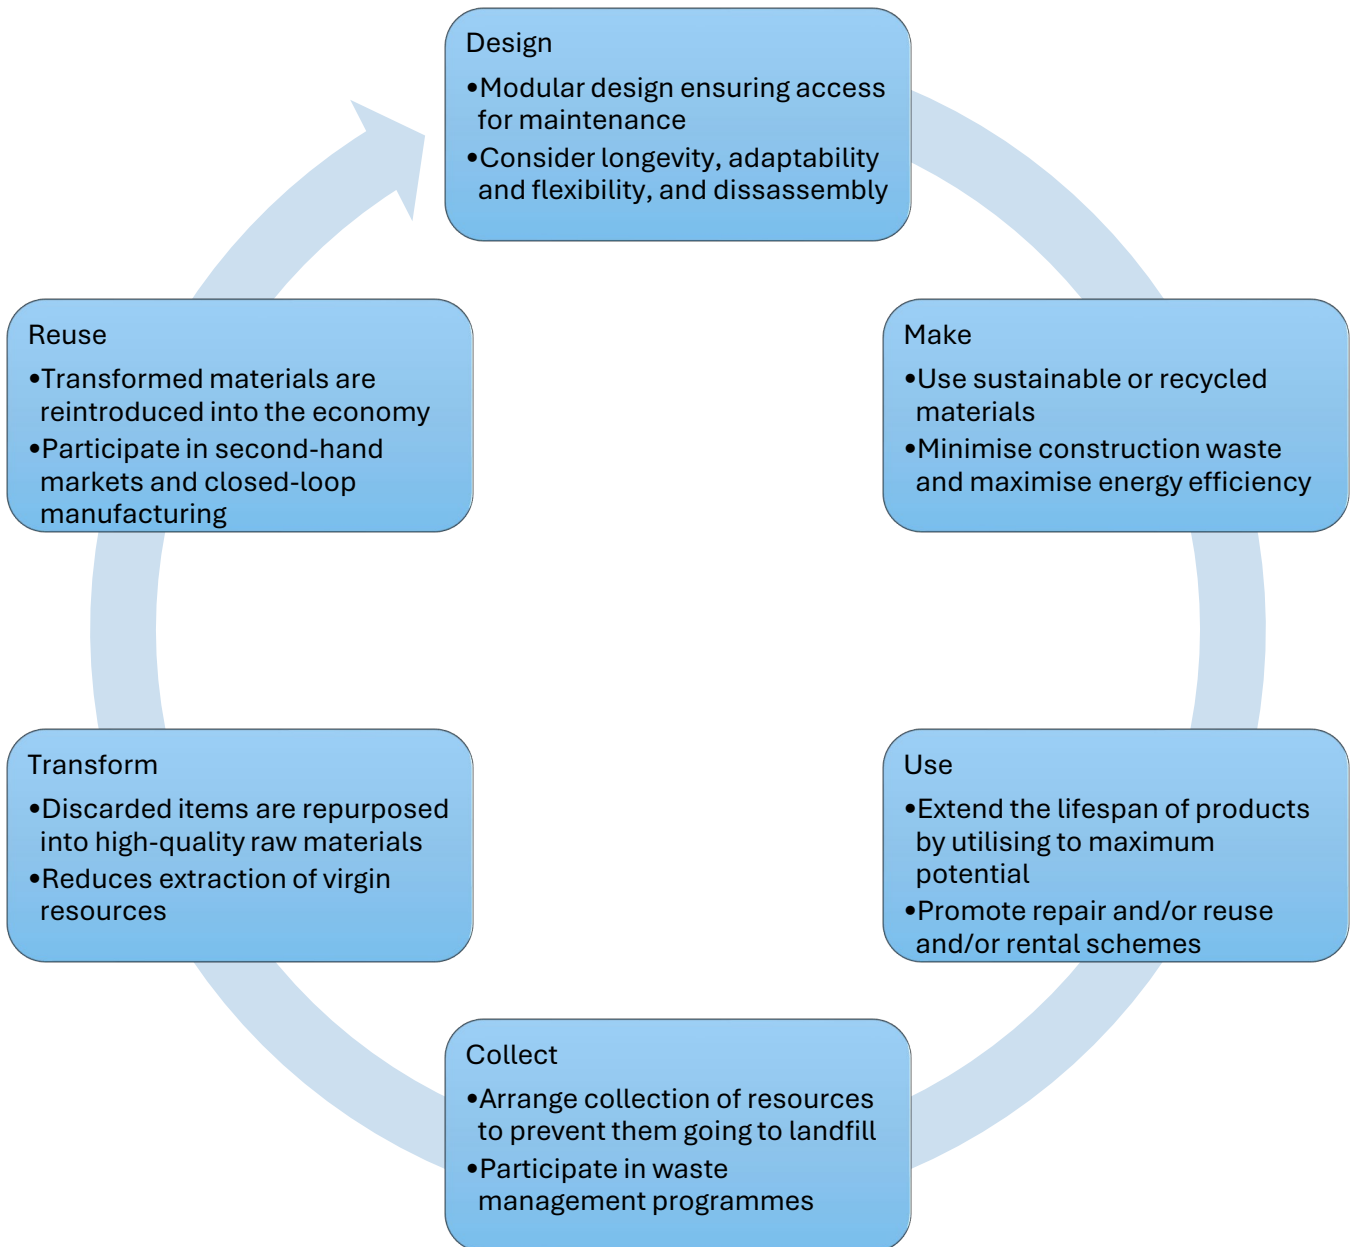 Design
•Modular design ensuring access
for maintenance
•Consider longevity, adaptability
and flexibility, and dissassembly
Make
•Use sustainable or recycled
materials
•Minimise construction waste
and maximise energy efficiency
Use
•Extend the lifespan of products
by utilising to maximum
potential
•Promote repair and/or reuse
and/or rental schemes
Collect
•Arrange collection of resources
to prevent them going to landfill
•Participate in waste
management programmes
Transform
•Discarded items are repurposed
into high-quality raw materials
•Reduces extraction of virgin
resources
Reuse
•Transformed materials are
reintroduced into the economy
•Participate in second-hand
markets and closed-loop
manufacturing